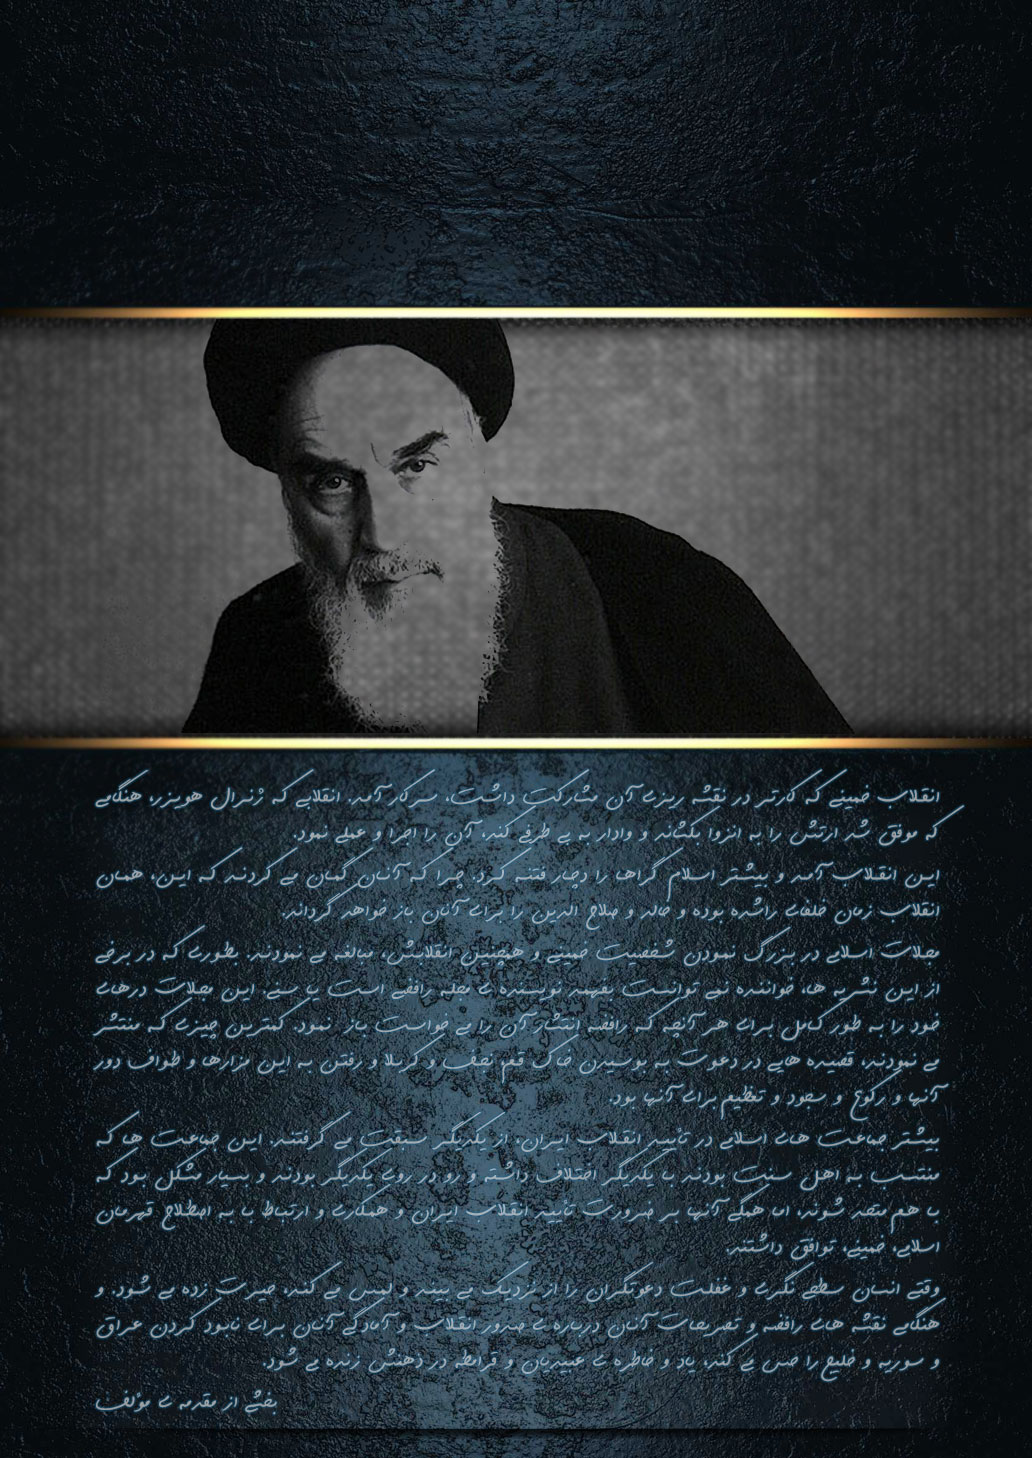 انقلاب خمینی که کارتر در نقشه ریزی آن مشارکت داشت، سر کار آمد. انقلابی که ژنرال هویزر، هنگامی
که موفق شد ارتش را به انزوا بکشاند و وادار به بی طرفی کند، آن را اجرا و عملی نمود.
این انقلاب آمد و بیشتر اسلام گراها را دچار فتنه کرد. چرا که آنان گمان می کردند که این، همان
انقلاب زمان خلفای راشده بوده و خالد و صلاح الدین را برای آنان باز خواهد گرداند.
مجلات اسلامی در بزرگ نمودن شخصیت خمینی و همچنین انقلابش، مبالغه می نمودند. بطوری که در برخی
از این نشریه ها، خواننده نمی توانست بفهمد نویسنده ی مجله رافضی است یا سنی. این مجلات درهای
خود را به طور کامل برای هر آنچه که رافضه انتشار آن را می خواست باز نمود. کمترین چیزی که منتشر
می نمودند، قصیده هایی در دعوت به بوسیدن خاک قم نجف و کربلا و رفتن به این مزارها و طواف دور
آنها و رکوع و سجود و تعظیم برای آنها بود.
بیشتر جماعت های اسلامی در تأیید انقلاب ایران، از یکدیگر سبقت می گرفتند. این جماعت ها که
منتسب به اهل سنت بودند با یکدیگر اختلاف داشته و رو در روی یکدیگر بودند و بسیار مشکل بود که
با هم متحد شوند، اما همگی آنها بر ضرورت تأیید انقلاب ایران و همکاری و ارتباط با به اصطلاح قهرمان
اسلامی، خمینی، توافق داشتند.
وقتی انسان سطحی نگری و غفلت دعوتگران را از نزدیک می بیند و لمس می کند، حیرت زده می شود. و
هنگامی نقشه های رافضه و تصریحات آنان درباره ی صدور انقلاب و آمادگی آنان برای نابود کردن عراق
و سوریه و خلیج را حس می کند، یاد و خاطره ی عبیدیان و قرامطه در ذهنش زنده می شود.
بخشی از مقدمه ی مؤلف